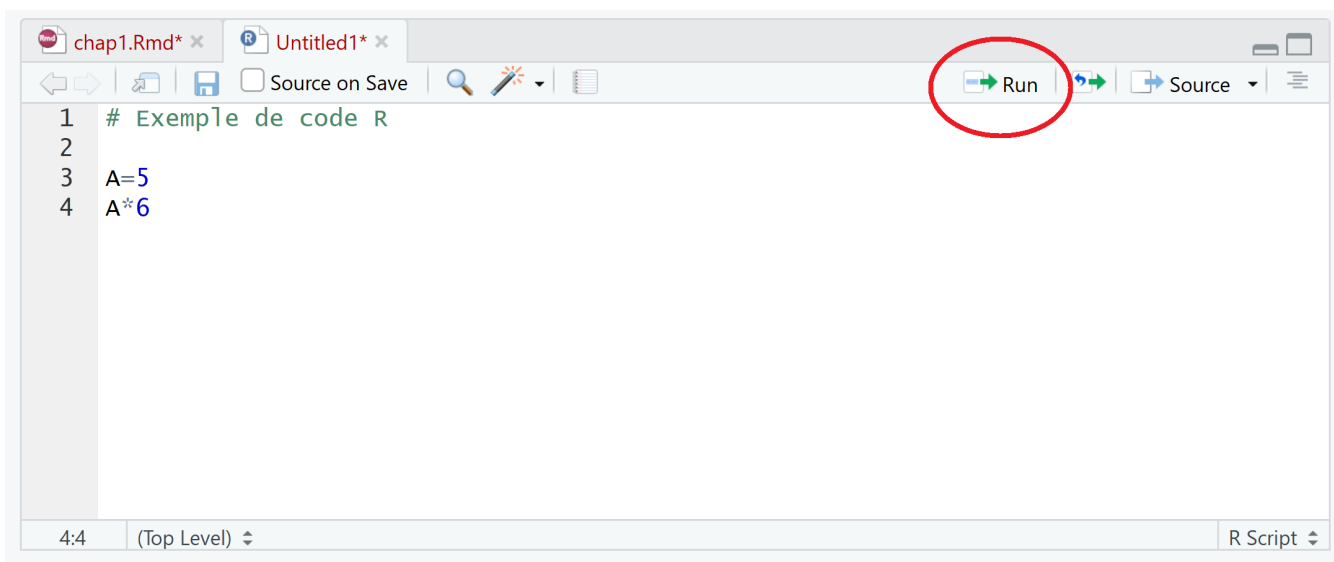 chap1.Rmd* Untitled1*
Source on Save Run Source
1 # Exemple de code R
2
3 A=5
4 A*6
4:4 (Top Level) R Script